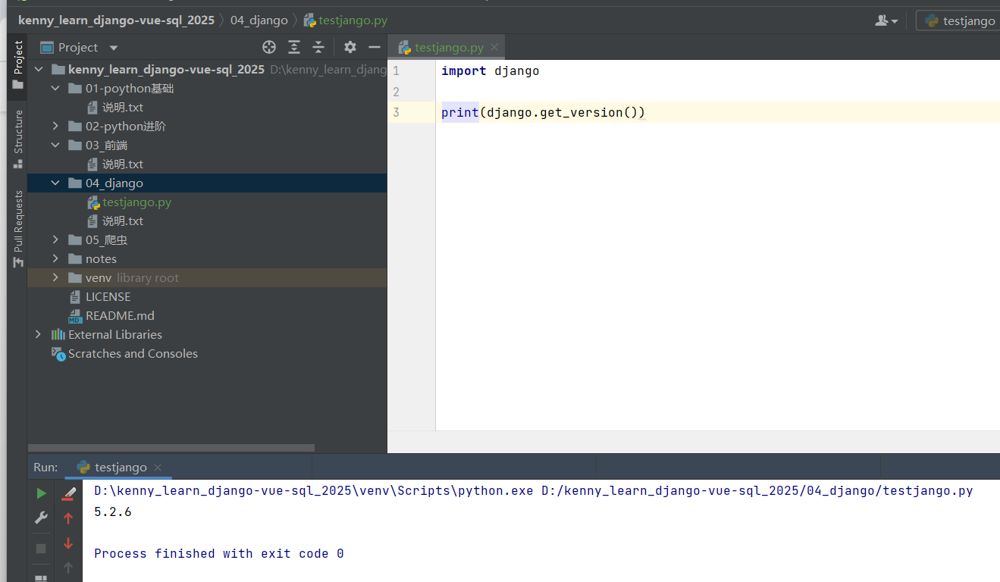 kenny_learn_django-vue-sql_2025 04_django testjango.py
testjango
Project
Structure
Pull Requests
Project
kenny_learn_django-vue-sql_2025 D:\kenny_learn_djang
01-poython基础
说明.txt
02-python进阶
03_前端
说明.txt
04_django
testjango.py
说明.txt
05_爬虫
notes
venv library root
LICENSE
README.md
External Libraries
Scratches and Consoles
testjango.py
1 import django
2
3 print(django.get_version())
Run: testjango
D:\kenny_learn_django-vue-sql_2025\venv\Scripts\python.exe D:/kenny_learn_django-vue-sql_2025/04_django/testjango.py
5.2.6
Process finished with exit code 0